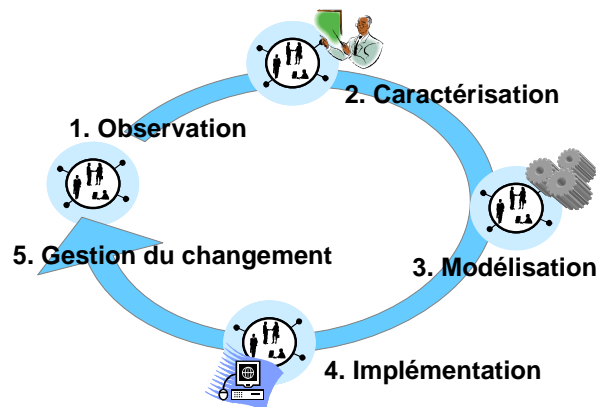 1. Observation
2. Caractérisation
3. Modélisation
4. Implémentation
5. Gestion du changement